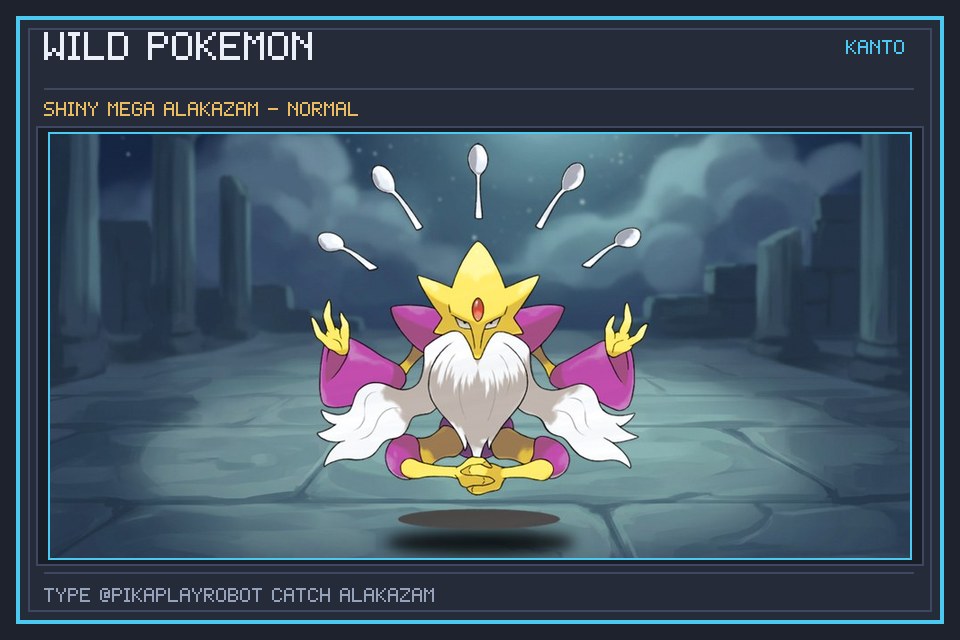 WILD POKEMON
KANTO
SHINY MEGA ALAKAZAM - NORMAL
TYPE @PIKAPLAYROBOT CATCH ALAKAZAM